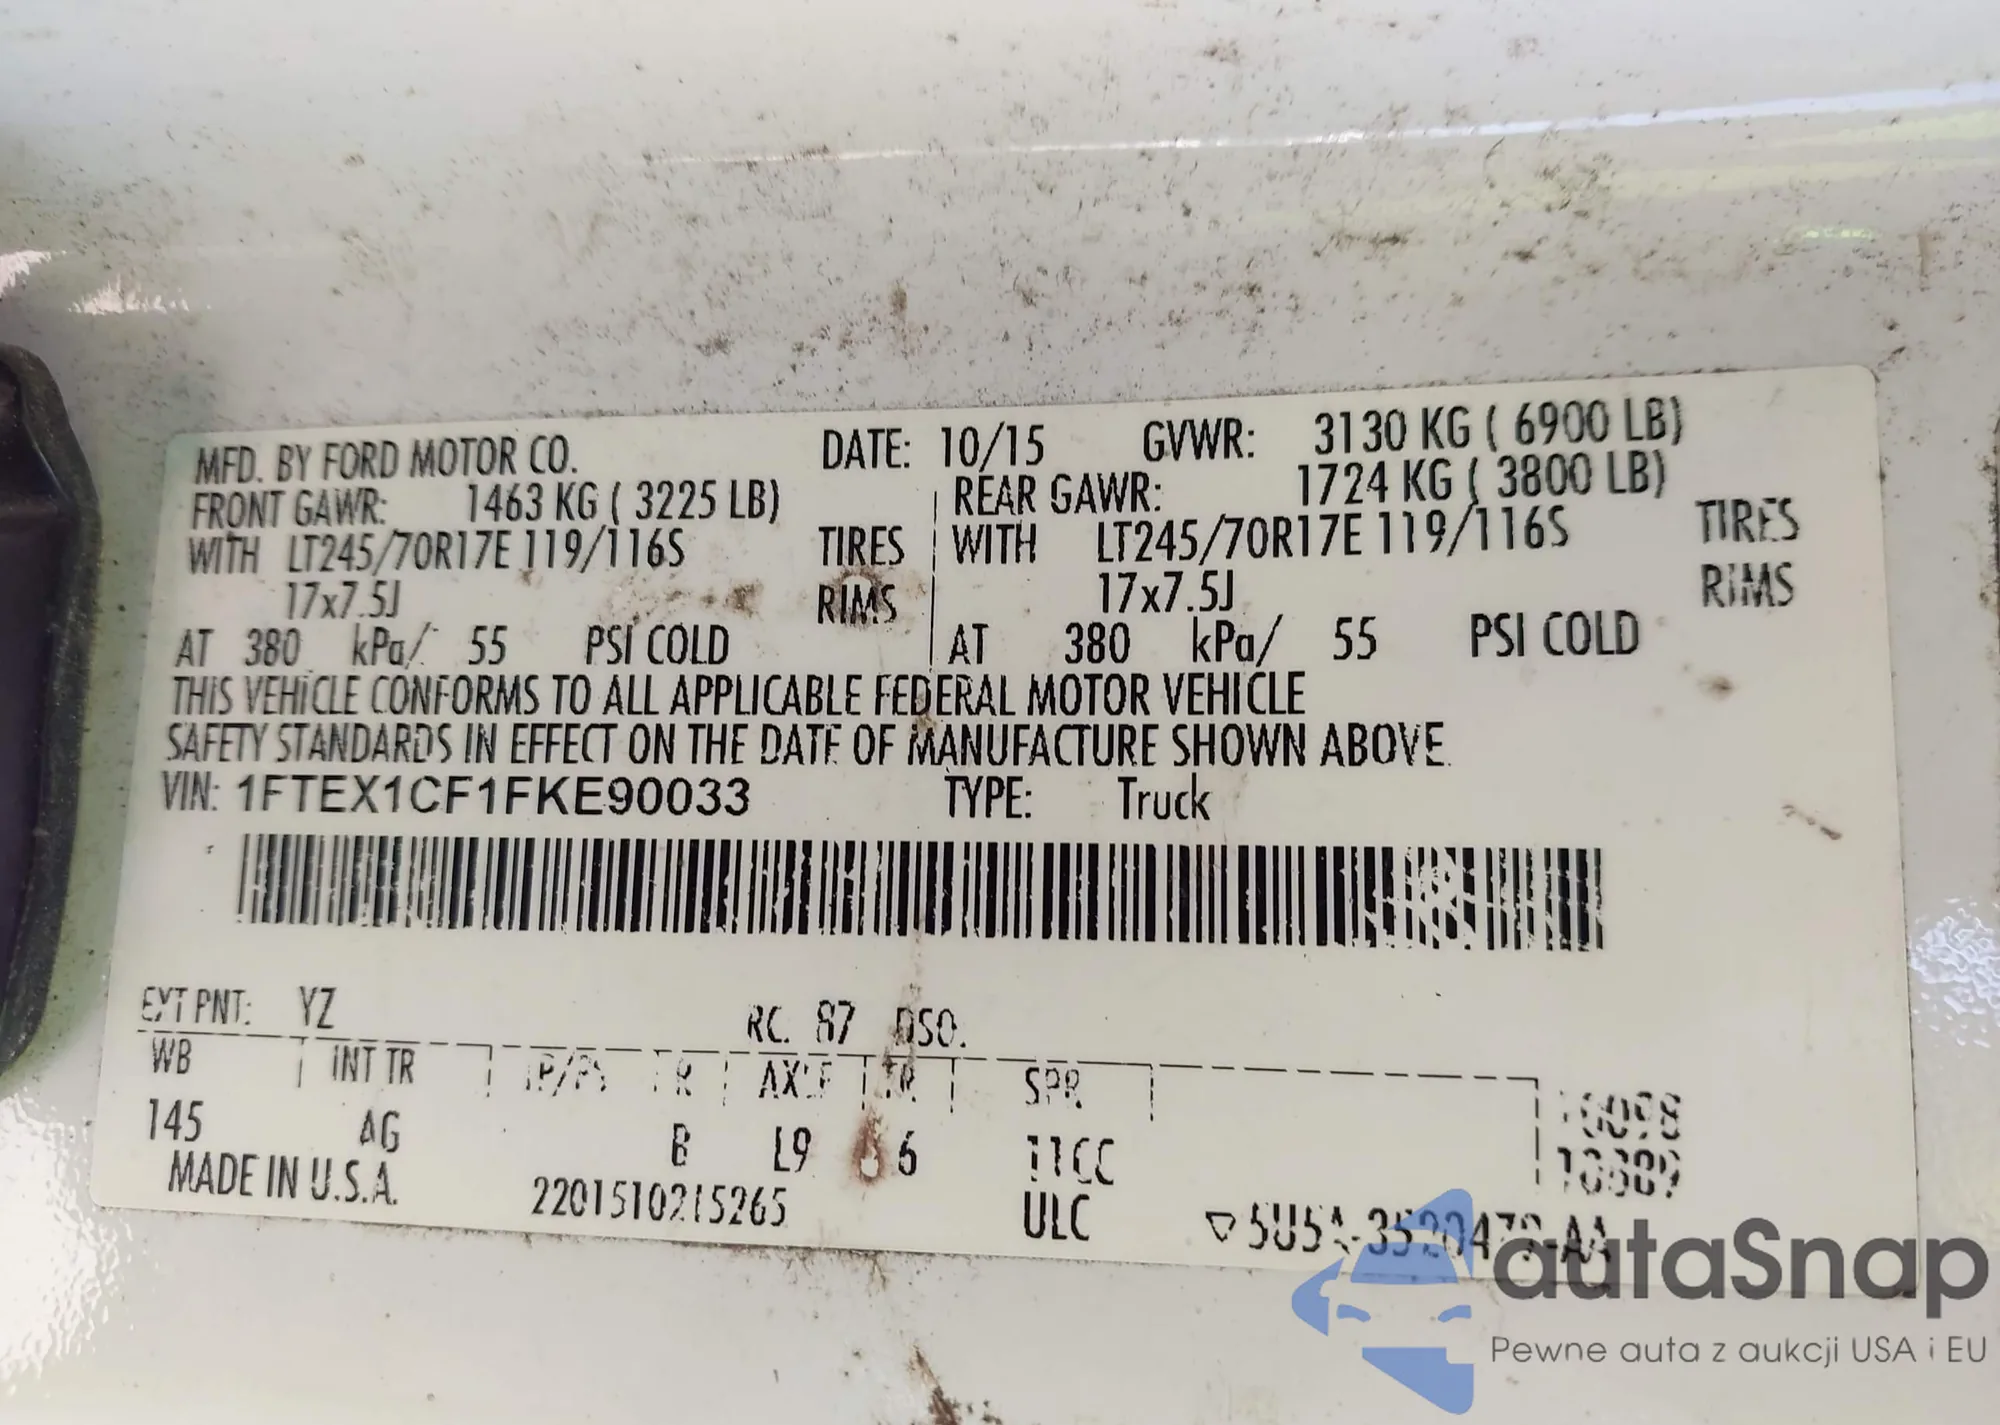 MFD. BY FORD MOTOR CO. DATE: 10/15 GVWR: 3130 KG ( 6900 LB)
FRONT GAWR: 1463 KG ( 3225 LB) REAR GAWR: 1724 KG ( 3800 LB)
WITH LT245/70R17E 119/116S TIRES WITH LT245/70R17E 119/116S TIRES
17x7.5J RIMS 17x7.5J RIMS
AT 380 kPa/ 55 PSI COLD AT 380 kPa/ 55 PSI COLD
THIS VEHICLE CONFORMS TO ALL APPLICABLE FEDERAL MOTOR VEHICLE
SAFETY STANDARDS IN EFFECT ON THE DATE OF MANUFACTURE SHOWN ABOVE.
VIN: 1FTEX1CF1FKE90033 TYPE: Truck
EXT PNT: YZ RC: 87 DSO:
WB INT TR R AXLE TR SPR
145 AG B L9 6 11CC
MADE IN U.S.A. 2201510215265 ULC
autaSnap
Pewne auta z aukcji USA i EU